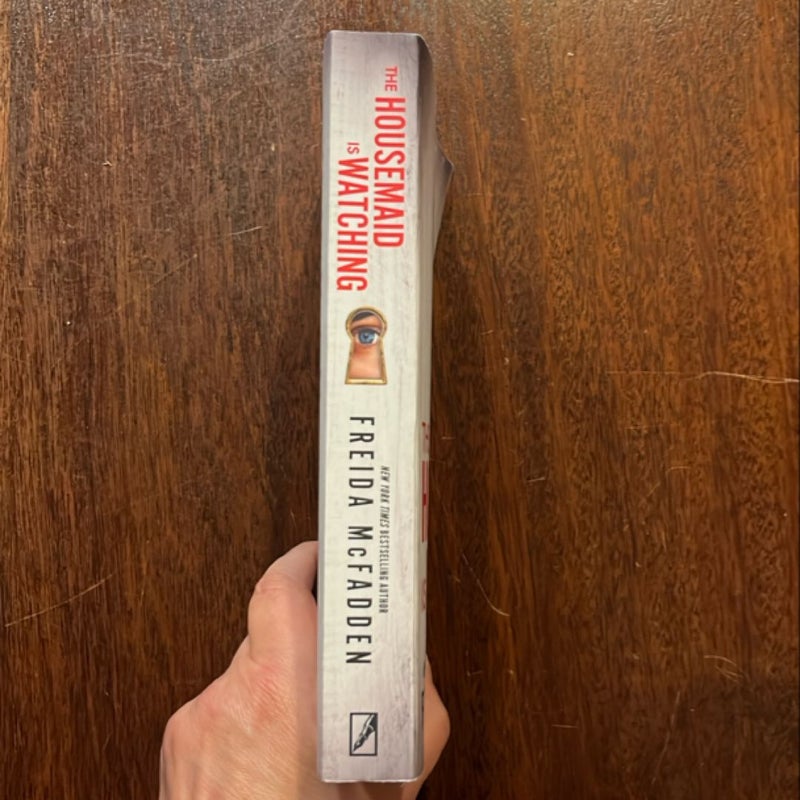 THE HOUSEMAID
IS WATCHING
NEW YORK TIMES BESTSELLING AUTHOR
FREIDA McFADDEN